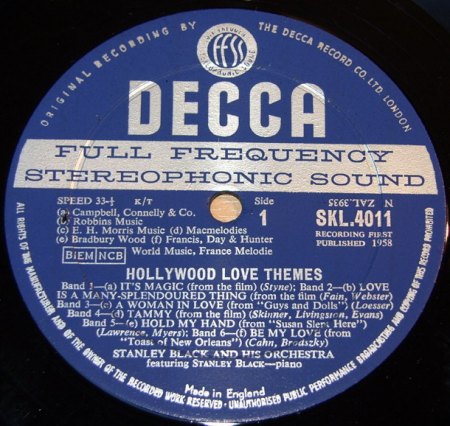 ORIGINAL RECORDING BY
THE DECCA RECORD CO. LTD. LONDON
ffss
DECCA
FULL FREQUENCY
STEREOPHONIC SOUND
SPEED 33⅓ K/T
Side
1
ZAL.3935 N
SKL.4011
RECORDING FIRST
PUBLISHED 1958
(a) Campbell, Connelly & Co.
(b) Robbins Music
(c) E. H. Morris Music (d) Macmelodies
(e) Bradbury Wood (f) Francis, Day & Hunter
BIEM NCB World Music, France Melodie
HOLLYWOOD LOVE THEMES
Band 1—(a) IT'S MAGIC (from the film) (Styne); Band 2—(b) LOVE
IS A MANY-SPLENDOURED THING (from the film) (Fain, Webster)
Band 3—(c) A WOMAN IN LOVE (from "Guys and Dolls") (Loesser)
Band 4—(d) TAMMY (from the film) (Skinner, Livingston, Evans)
Band 5—(e) HOLD MY HAND (from "Susan Slept Here")
(Lawrence, Myers); Band 6—(f) BE MY LOVE (from
"Toast of New Orleans") (Cahn, Brodszky)
STANLEY BLACK AND HIS ORCHESTRA
featuring STANLEY BLACK—piano
Made in England
ALL RIGHTS OF THE MANUFACTURER AND OF THE OWNER OF THE RECORDED WORK RESERVED · UNAUTHORISED PUBLIC PERFORMANCE BROADCASTING AND COPYING OF THIS RECORD PROHIBITED